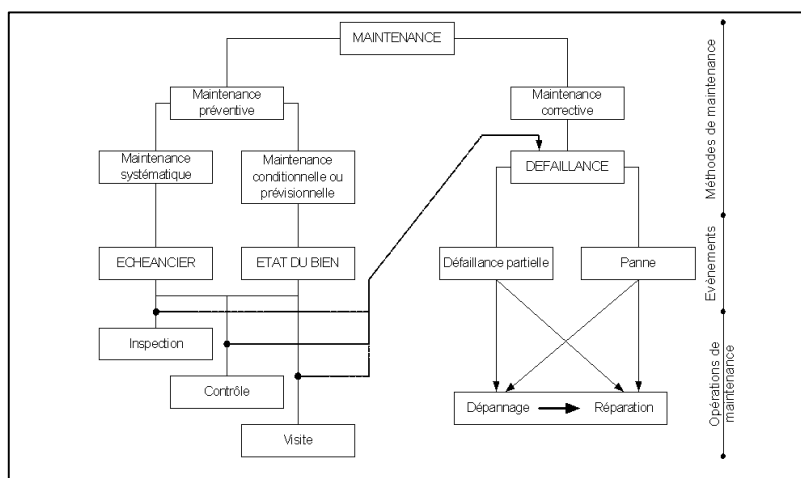 MAINTENANCE
Maintenance
préventive
Maintenance
corrective
Maintenance
systématique
Maintenance
conditionnelle ou
prévisionnelle
DEFAILLANCE
ECHEANCIER
ETAT DU BIEN
Défaillance partielle
Panne
Inspection
Contrôle
Visite
Dépannage
Réparation
Méthodes de maintenance
Evénements
Opérations de
maintenance